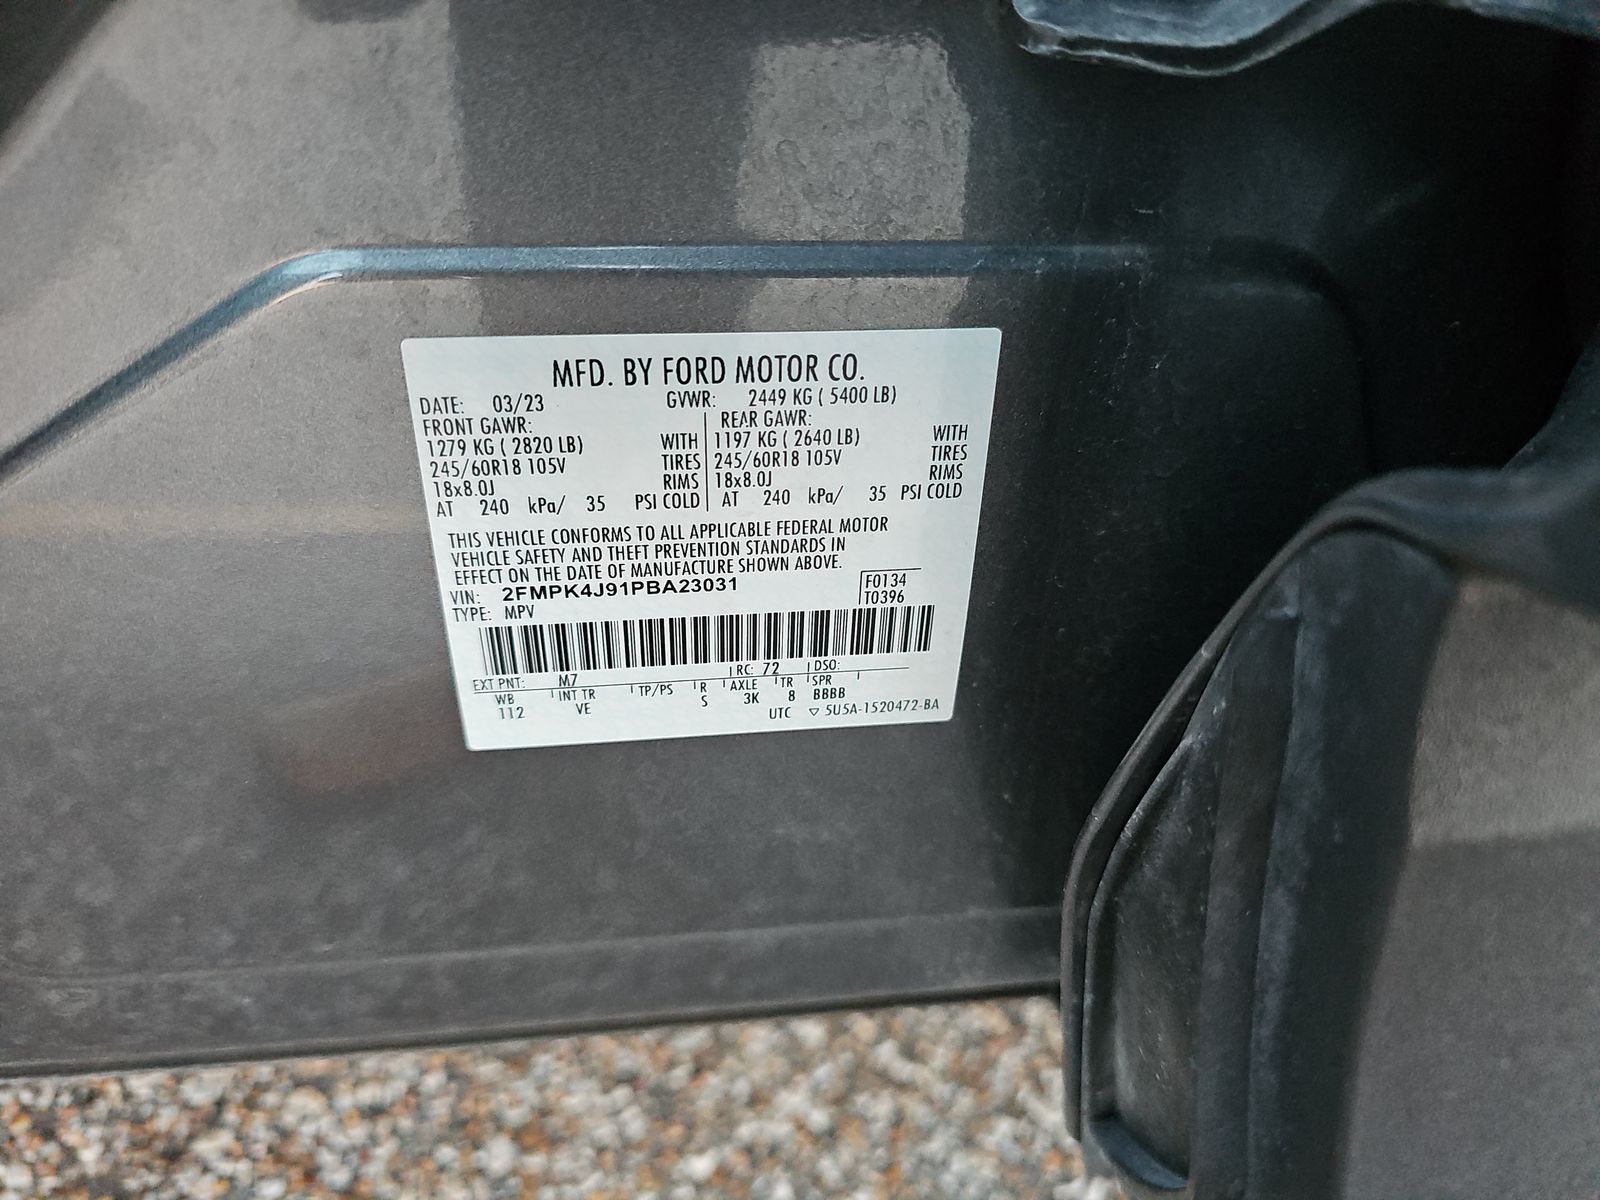 MFD. BY FORD MOTOR CO.
DATE: 03/23 GVWR: 2449 KG ( 5400 LB)
FRONT GAWR: REAR GAWR:
1279 KG ( 2820 LB) WITH 1197 KG ( 2640 LB) WITH
245/60R18 105V TIRES 245/60R18 105V TIRES
18x8.0J RIMS 18x8.0J RIMS
AT 240 kPa/ 35 PSI COLD AT 240 kPa/ 35 PSI COLD
THIS VEHICLE CONFORMS TO ALL APPLICABLE FEDERAL MOTOR
VEHICLE SAFETY AND THEFT PREVENTION STANDARDS IN
EFFECT ON THE DATE OF MANUFACTURE SHOWN ABOVE.
VIN: 2FMPK4J91PBA23031 F0134
TYPE: MPV T0396
EXT PNT: M7 RC: 72 DSO:
WB INT TR TP/PS R AXLE TR SPR
112 VE S 3K 8 BBBB
UTC ▽ 5U5A-1520472-BA